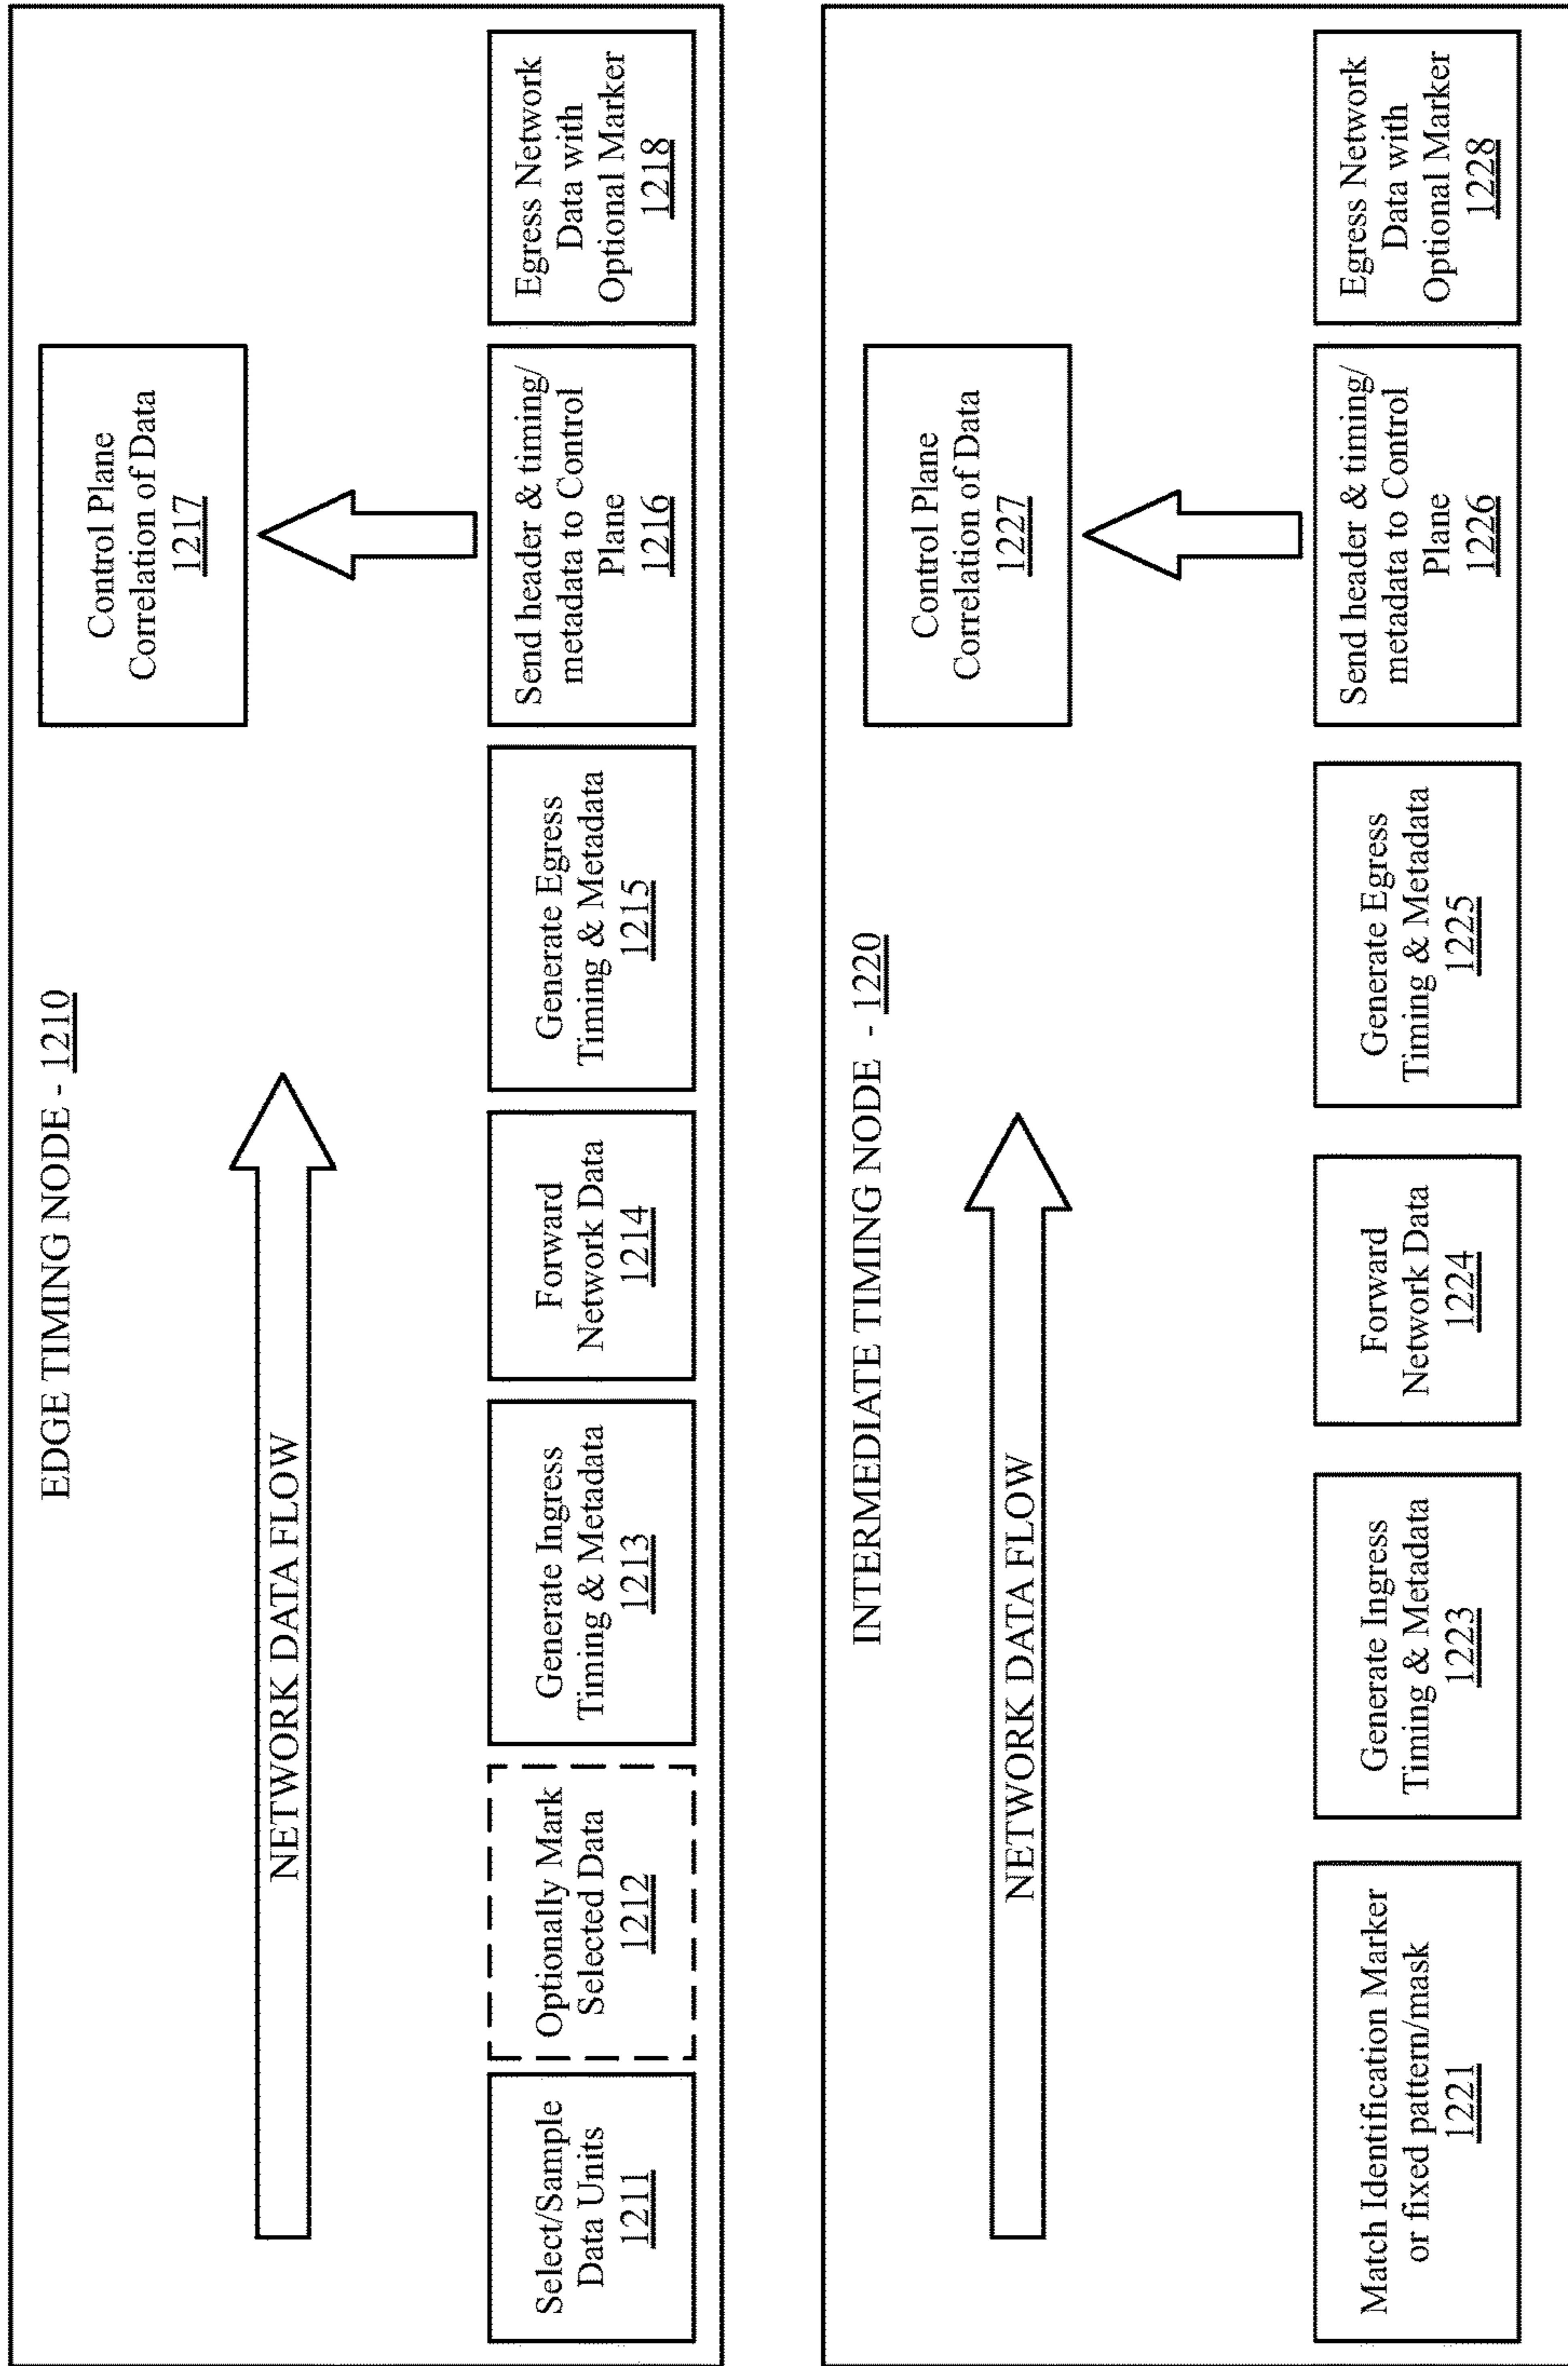 EDGE TIMING NODE - 1210
NETWORK DATA FLOW
Control Plane
Correlation of Data
1217
Select/Sample
Data Units
1211
Optionally Mark
Selected Data
1212
Generate Ingress
Timing & Metadata
1213
Forward
Network Data
1214
Generate Egress
Timing & Metadata
1215
Send header & timing/
metadata to Control
Plane
1216
Egress Network
Data with
Optional Marker
1218
INTERMEDIATE TIMING NODE - 1220
NETWORK DATA FLOW
Control Plane
Correlation of Data
1227
Match Identification Marker
or fixed pattern/mask
1221
Generate Ingress
Timing & Metadata
1223
Forward
Network Data
1224
Generate Egress
Timing & Metadata
1225
Send header & timing/
metadata to Control
Plane
1226
Egress Network
Data with
Optional Marker
1228